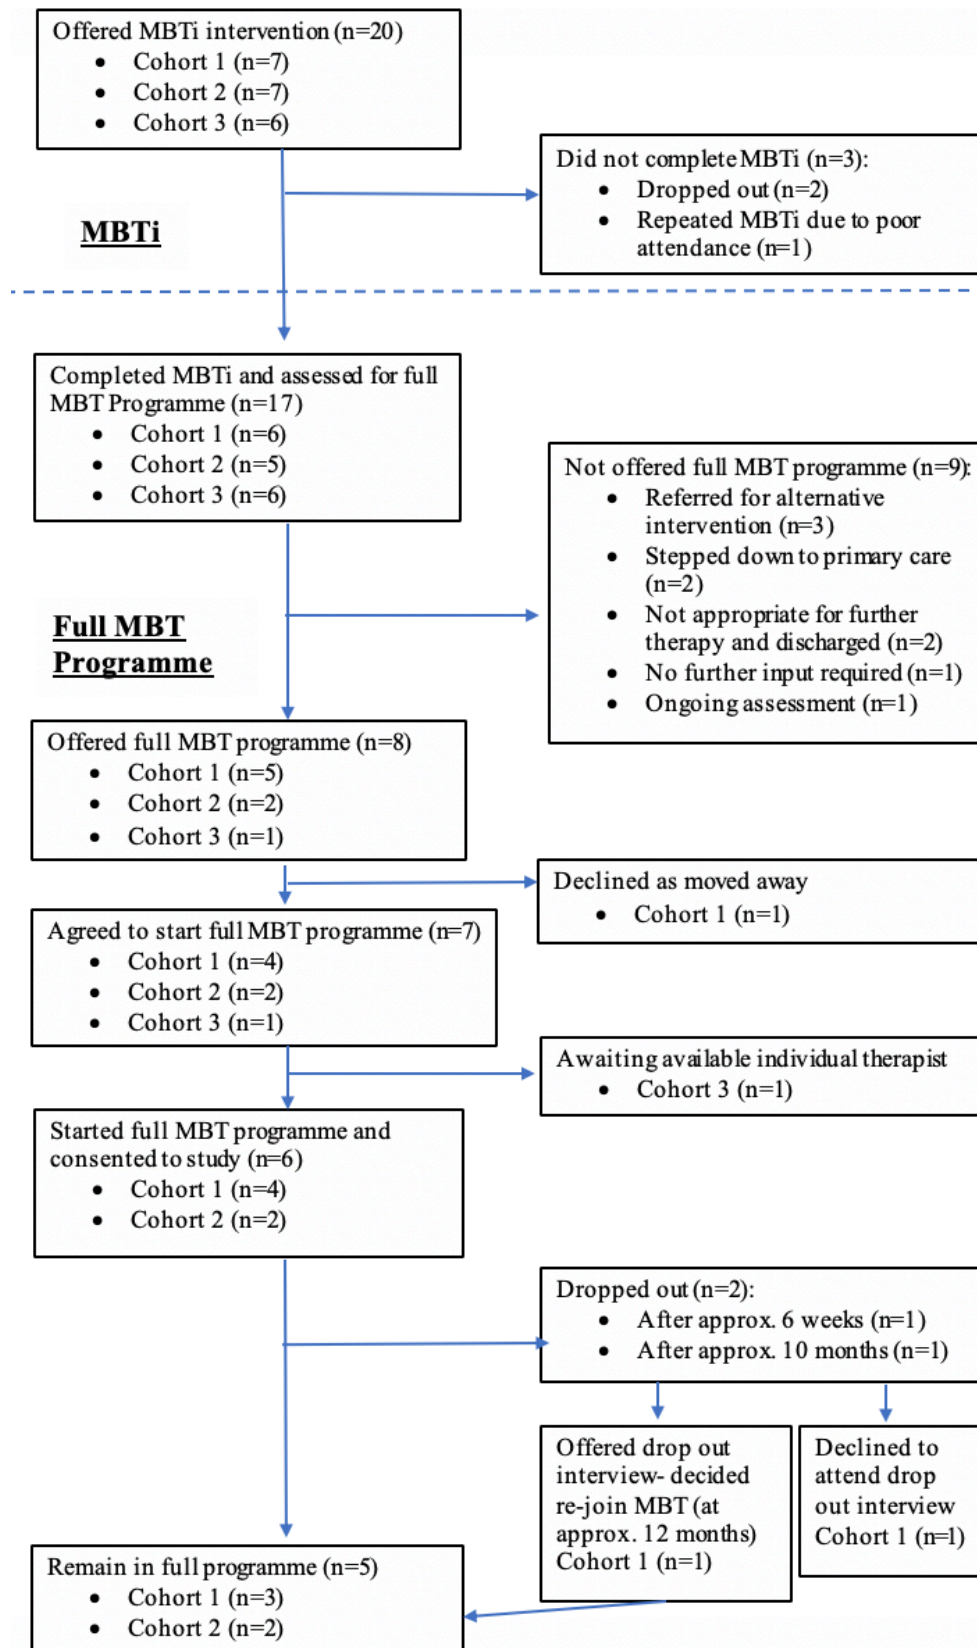 Offered MBTi intervention (n=20)
• Cohort 1 (n=7)
• Cohort 2 (n=7)
• Cohort 3 (n=6)
Did not complete MBTi (n=3):
• Dropped out (n=2)
• Repeated MBTi due to poor
attendance (n=1)
MBTi
Completed MBTi and assessed for full
MBT Programme (n=17)
• Cohort 1 (n=6)
• Cohort 2 (n=5)
• Cohort 3 (n=6)
Not offered full MBT programme (n=9):
• Referred for alternative
intervention (n=3)
• Stepped down to primary care
(n=2)
• Not appropriate for further
therapy and discharged (n=2)
• No further input required (n=1)
• Ongoing assessment (n=1)
Full MBT
Programme
Offered full MBT programme (n=8)
• Cohort 1 (n=5)
• Cohort 2 (n=2)
• Cohort 3 (n=1)
Declined as moved away
• Cohort 1 (n=1)
Agreed to start full MBT programme (n=7)
• Cohort 1 (n=4)
• Cohort 2 (n=2)
• Cohort 3 (n=1)
Awaiting available individual therapist
• Cohort 3 (n=1)
Started full MBT programme and
consented to study (n=6)
• Cohort 1 (n=4)
• Cohort 2 (n=2)
Dropped out (n=2):
• After approx. 6 weeks (n=1)
• After approx. 10 months (n=1)
Offered drop out
interview- decided
re-join MBT (at
approx. 12 months)
Cohort 1 (n=1)
Declined to
attend drop
out interview
Cohort 1 (n=1)
Remain in full programme (n=5)
• Cohort 1 (n=3)
• Cohort 2 (n=2)